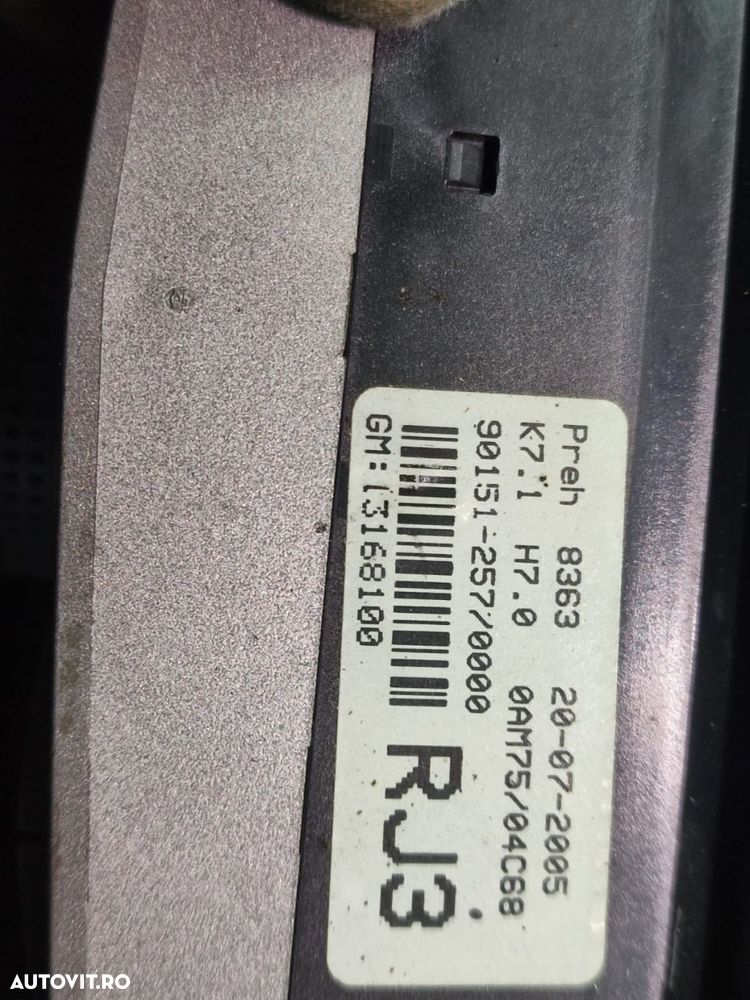 Preh 8363 20-07-2005
K7.1 H7.0 0AM75/04C68
90151-257/0000
GM:13168100
RJ3
AUTOVIT.RO